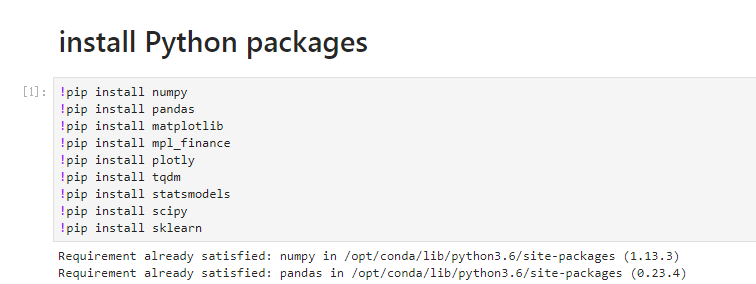 install Python packages
[1]:
!pip install numpy
!pip install pandas
!pip install matplotlib
!pip install mpl_finance
!pip install plotly
!pip install tqdm
!pip install statsmodels
!pip install scipy
!pip install sklearn
Requirement already satisfied: numpy in /opt/conda/lib/python3.6/site-packages (1.13.3)
Requirement already satisfied: pandas in /opt/conda/lib/python3.6/site-packages (0.23.4)